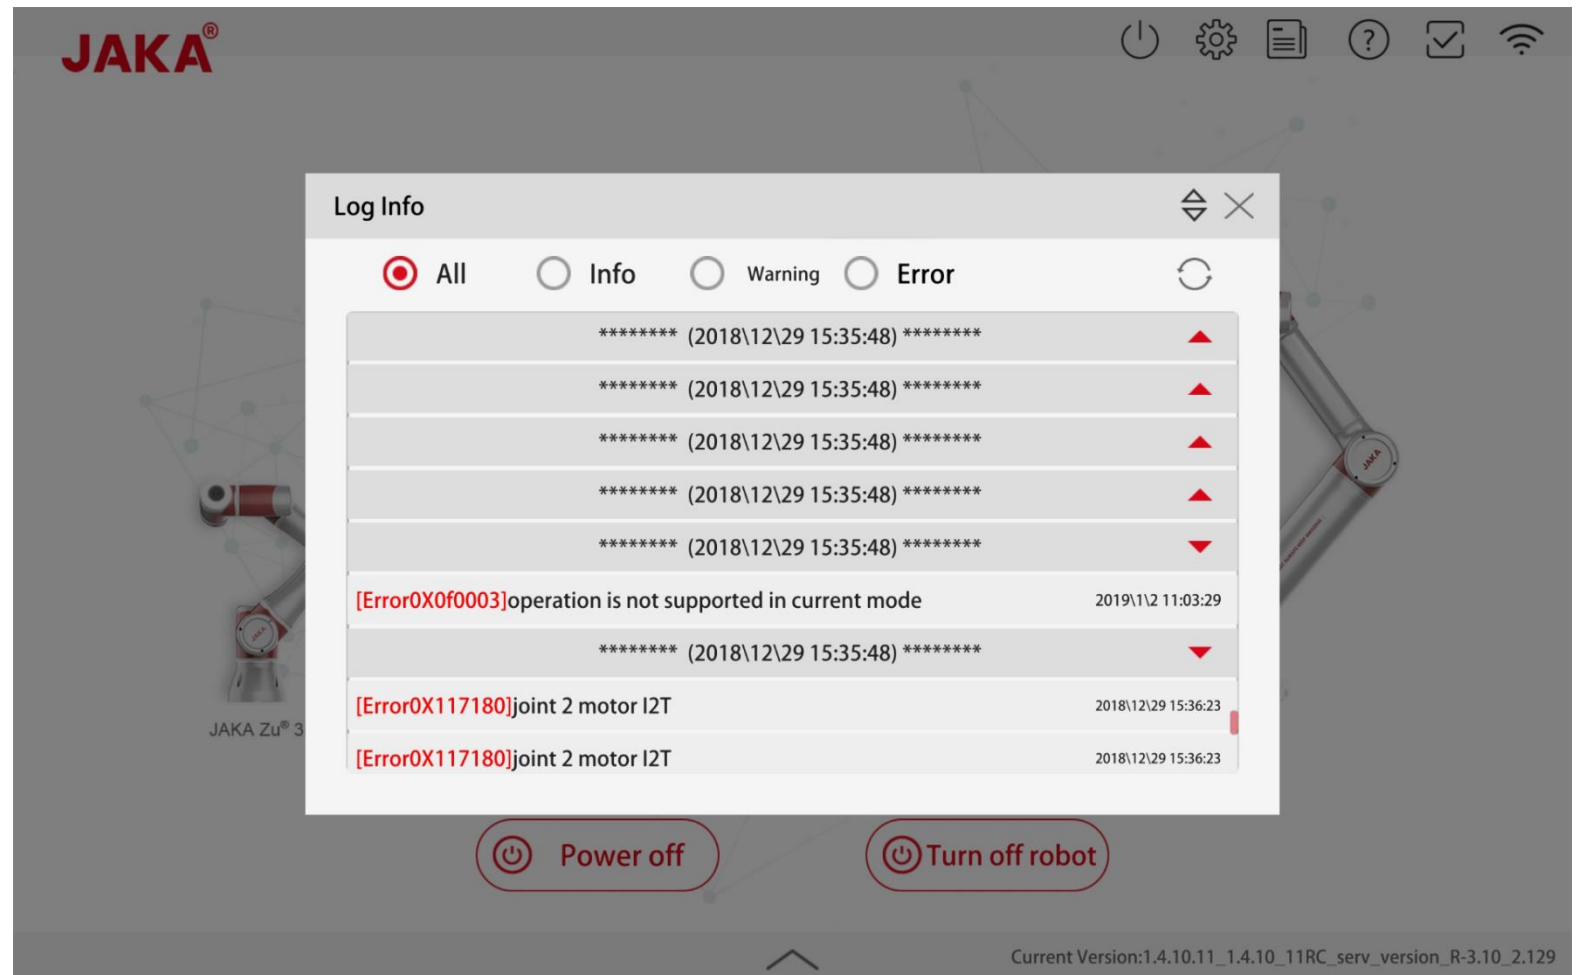 JAKA®
Log Info
All Info Warning Error
******** (2018\12\29 15:35:48) ********
******** (2018\12\29 15:35:48) ********
******** (2018\12\29 15:35:48) ********
******** (2018\12\29 15:35:48) ********
******** (2018\12\29 15:35:48) ********
[Error0X0f0003]operation is not supported in current mode 2019\1\2 11:03:29
******** (2018\12\29 15:35:48) ********
[Error0X117180]joint 2 motor I2T 2018\12\29 15:36:23
[Error0X117180]joint 2 motor I2T 2018\12\29 15:36:23
JAKA
JAKA
JAKA Zu® 3
Power off Turn off robot
Current Version:1.4.10.11_1.4.10_11RC_serv_version_R-3.10_2.129